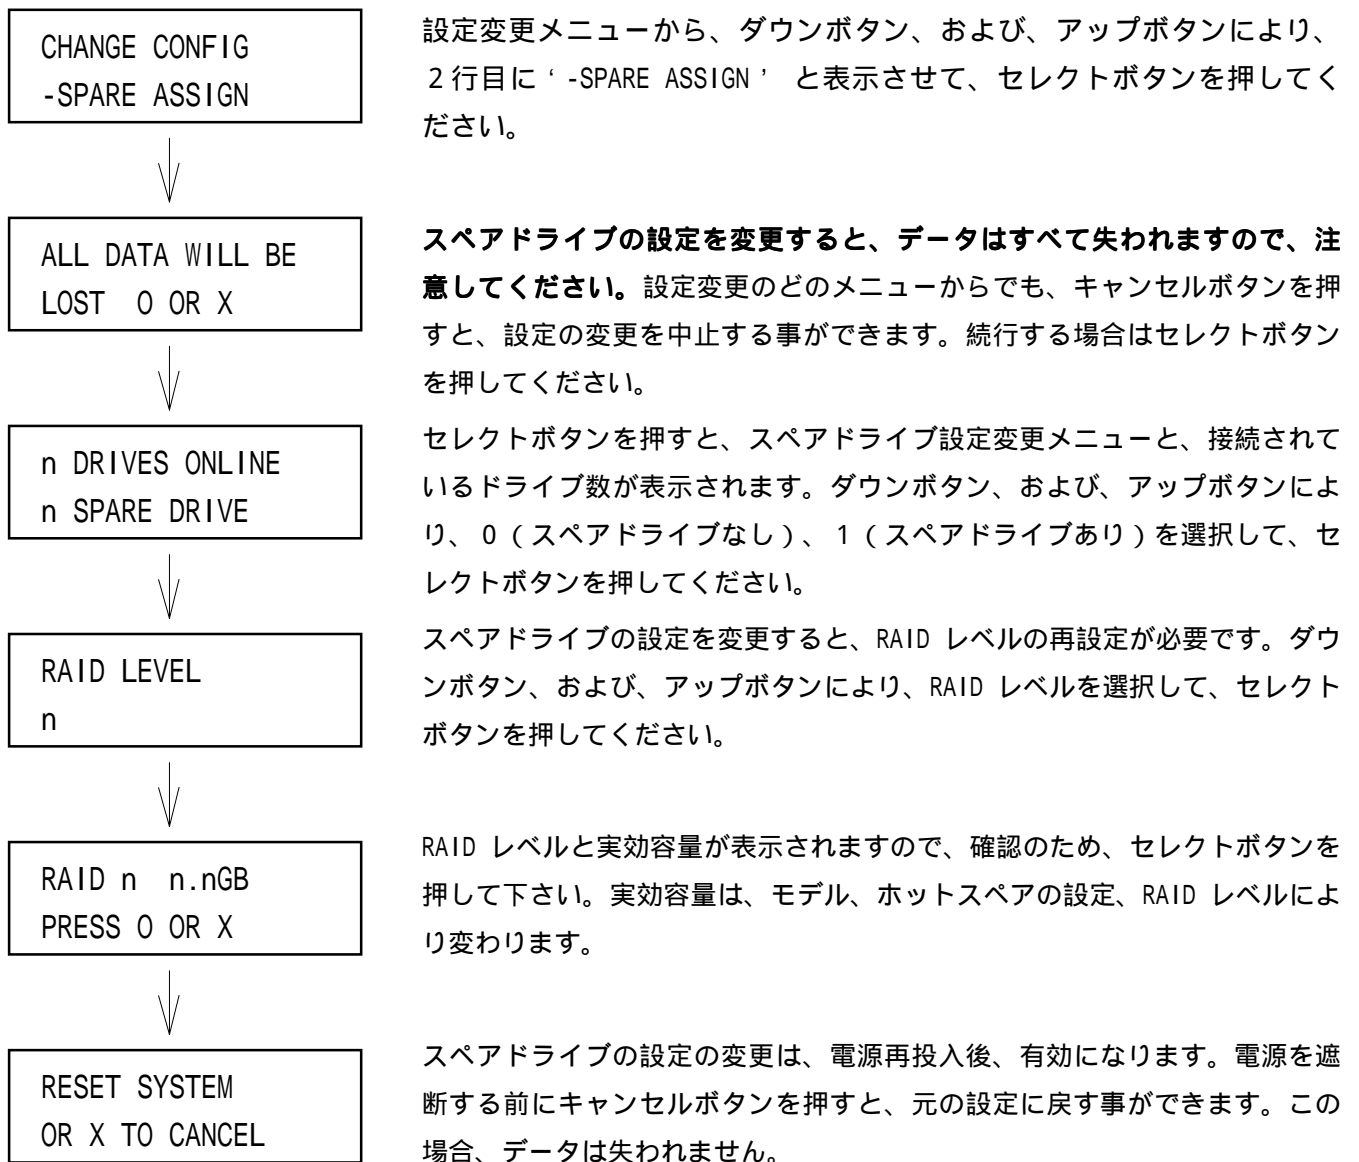 CHANGE CONFIG
-SPARE ASSIGN
設定変更メニューから、ダウンボタン、および、アップボタンにより、
２行目に‘-SPARE ASSIGN’ と表示させて、セレクトボタンを押してく
ださい。
ALL DATA WILL BE
LOST O OR X
スペアドライブの設定を変更すると、データはすべて失われますので、注
意してください。設定変更のどのメニューからでも、キャンセルボタンを押
すと、設定の変更を中止する事ができます。続行する場合はセレクトボタン
を押してください。
n DRIVES ONLINE
n SPARE DRIVE
セレクトボタンを押すと、スペアドライブ設定変更メニューと、接続されて
いるドライブ数が表示されます。ダウンボタン、および、アップボタンによ
り、０（スペアドライブなし）、１（スペアドライブあり）を選択して、セ
レクトボタンを押してください。
RAID LEVEL
n
スペアドライブの設定を変更すると、RAID レベルの再設定が必要です。ダウ
ンボタン、および、アップボタンにより、RAID レベルを選択して、セレクト
ボタンを押してください。
RAID n n.nGB
PRESS O OR X
RAID レベルと実効容量が表示されますので、確認のため、セレクトボタンを
押して下さい。実効容量は、モデル、ホットスペアの設定、RAID レベルによ
り変わります。
RESET SYSTEM
OR X TO CANCEL
スペアドライブの設定の変更は、電源再投入後、有効になります。電源を遮
断する前にキャンセルボタンを押すと、元の設定に戻す事ができます。この
場合、データは失われません。